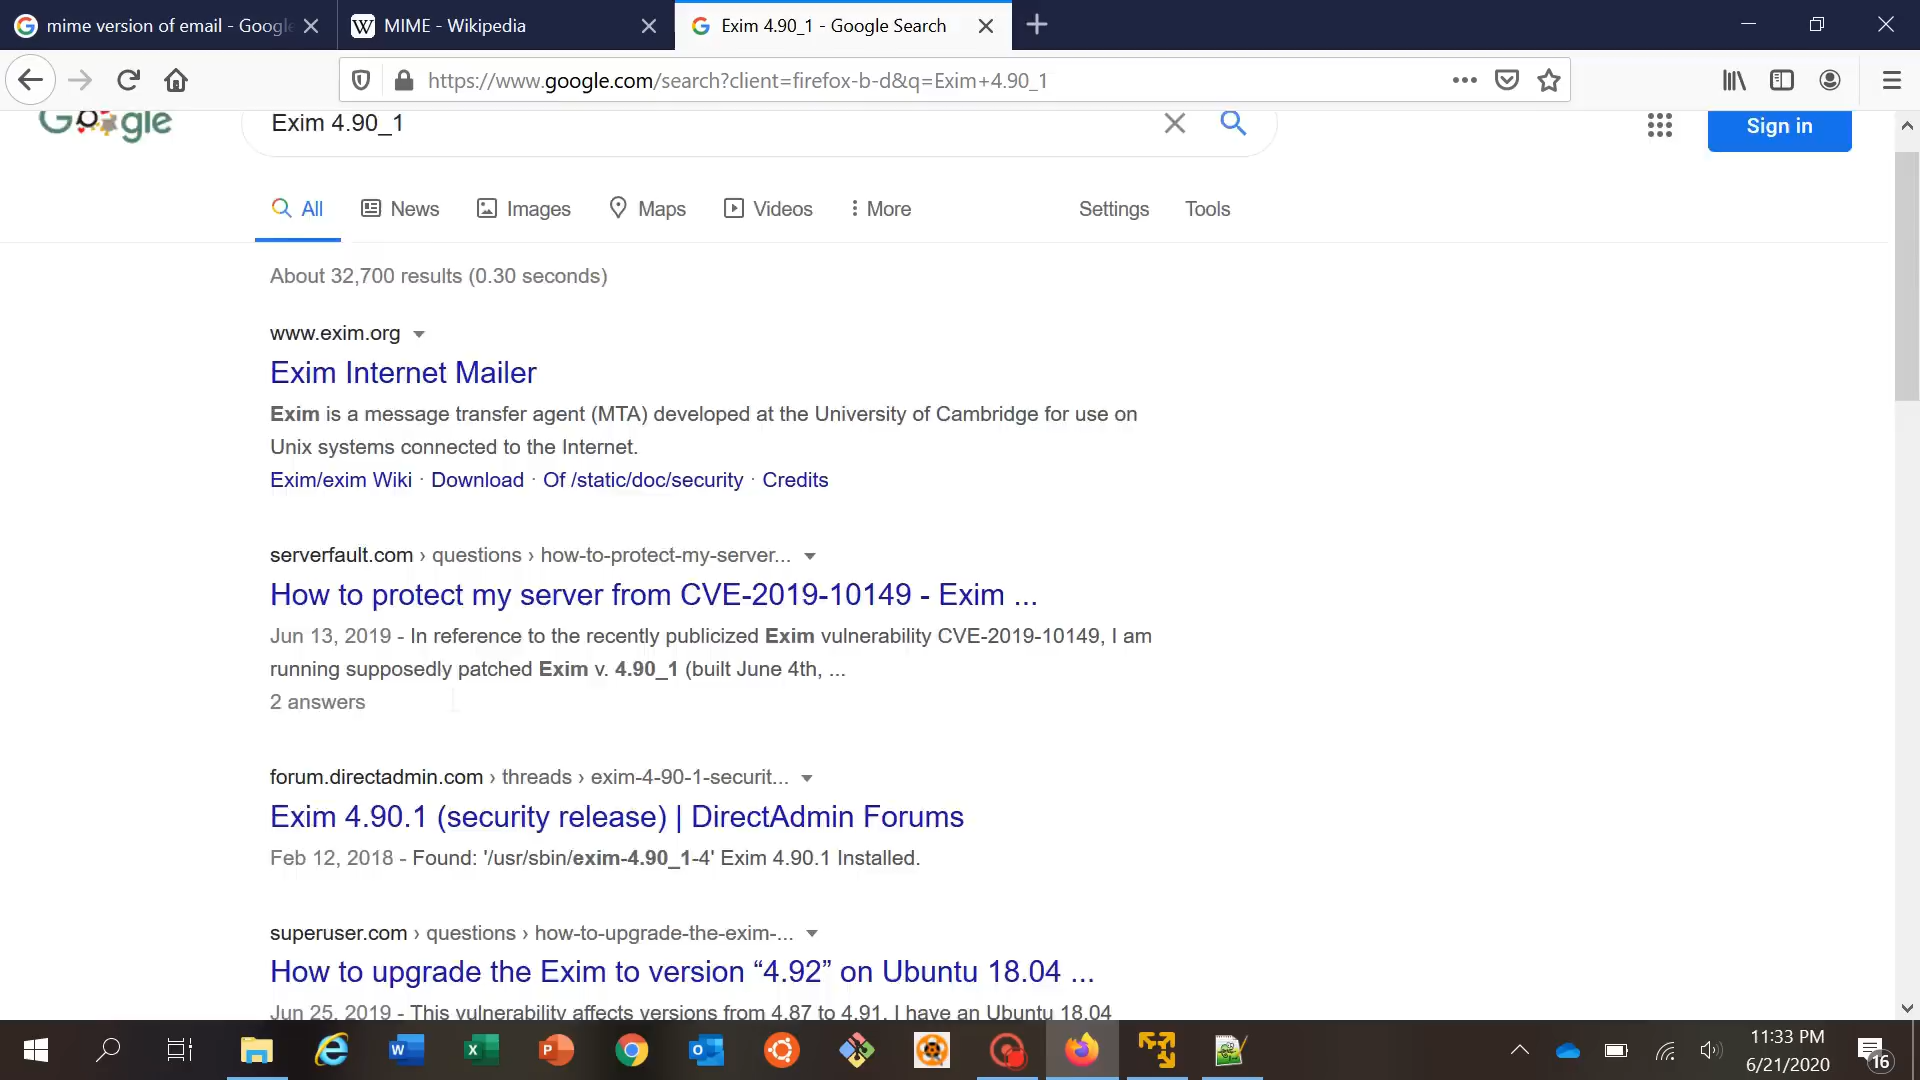 mime version of email - Google
MIME - Wikipedia
Exim 4.90_1 - Google Search
https://www.google.com/search?client=firefox-b-d&q=Exim+4.90_1
Google
Exim 4.90_1
Sign in
All
News
Images
Maps
Videos
More
Settings
Tools
About 32,700 results (0.30 seconds)
www.exim.org
Exim Internet Mailer
Exim is a message transfer agent (MTA) developed at the University of Cambridge for use on
Unix systems connected to the Internet.
Exim/exim Wiki · Download · Of /static/doc/security · Credits
serverfault.com › questions › how-to-protect-my-server...
How to protect my server from CVE-2019-10149 - Exim ...
Jun 13, 2019 - In reference to the recently publicized Exim vulnerability CVE-2019-10149, I am
running supposedly patched Exim v. 4.90_1 (built June 4th, ...
2 answers
forum.directadmin.com › threads › exim-4-90-1-securit...
Exim 4.90.1 (security release) | DirectAdmin Forums
Feb 12, 2018 - Found: '/usr/sbin/exim-4.90_1-4' Exim 4.90.1 Installed.
superuser.com › questions › how-to-upgrade-the-exim-...
How to upgrade the Exim to version “4.92” on Ubuntu 18.04 ...
Jun 25, 2019 - This vulnerability affects versions from 4.87 to 4.91. I have an Ubuntu 18.04
11:33 PM
6/21/2020
16